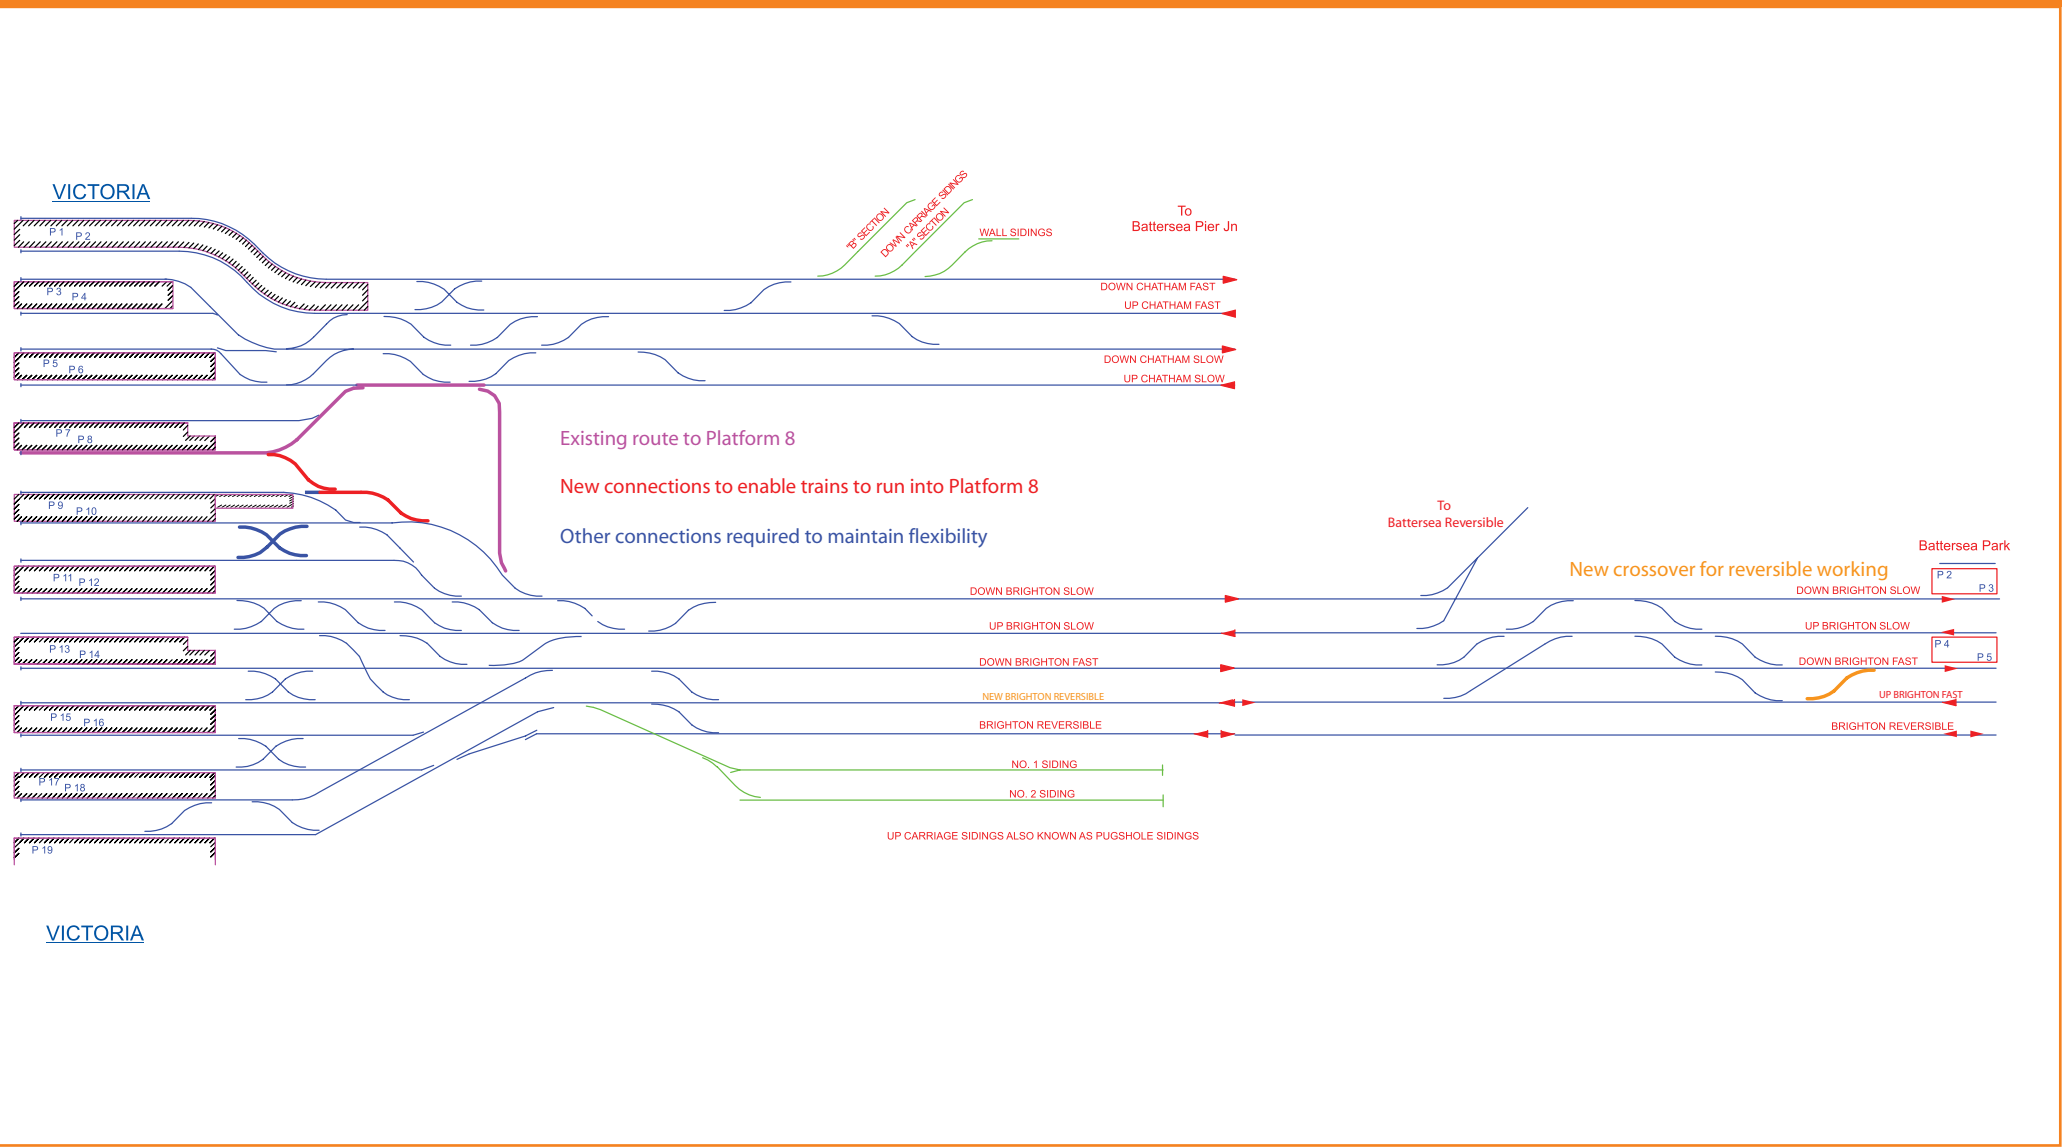 VICTORIA
P 1 P 2
P 3 P 4
P 5 P 6
P 7 P 8
P 9 P 10
P 11 P 12
P 13 P 14
P 15 P 16
P 17 P 18
P 19
VICTORIA
"B" SECTION
DOWN CARRIAGE SIDINGS
"A" SECTION
WALL SIDINGS
To
Battersea Pier Jn
DOWN CHATHAM FAST
UP CHATHAM FAST
DOWN CHATHAM SLOW
UP CHATHAM SLOW
Existing route to Platform 8
New connections to enable trains to run into Platform 8
Other connections required to maintain flexibility
DOWN BRIGHTON SLOW
UP BRIGHTON SLOW
DOWN BRIGHTON FAST
NEW BRIGHTON REVERSIBLE
BRIGHTON REVERSIBLE
NO. 1 SIDING
NO. 2 SIDING
UP CARRIAGE SIDINGS ALSO KNOWN AS PUGSHOLE SIDINGS
To
Battersea Reversible
Battersea Park
New crossover for reversible working
P 2
P 3
DOWN BRIGHTON SLOW
UP BRIGHTON SLOW
P 4
P 5
DOWN BRIGHTON FAST
UP BRIGHTON FAST
BRIGHTON REVERSIBLE